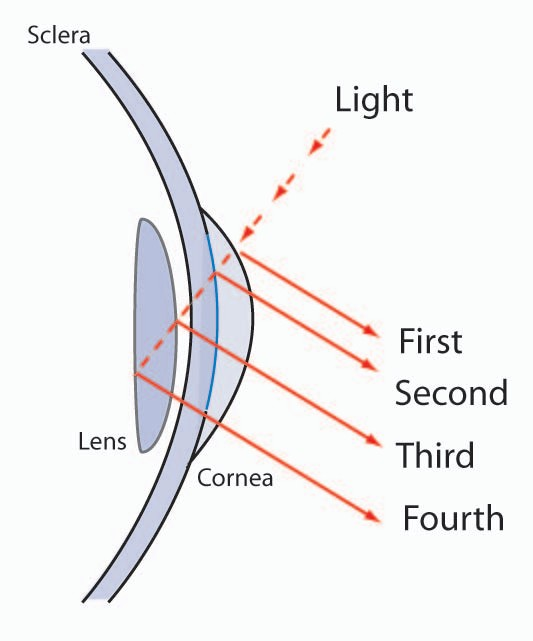 Sclera
Light
First
Second
Third
Lens
Cornea
Fourth